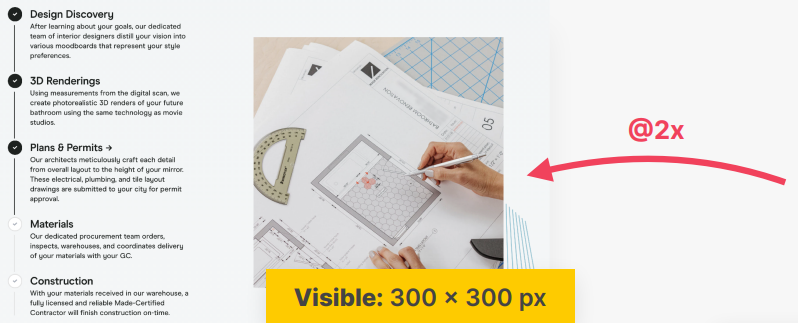 Design Discovery
After learning about your goals, our dedicated
team of interior designers distill your vision into
various moodboards that represent your style
preferences.
3D Renderings
Using measurements from the digital scan, we
create photorealistic 3D renders of your future
bathroom using the same technology as movie
studios.
Plans & Permits →
Our architects meticulously craft each detail
from overall layout to the height of your mirror.
These electrical, plumbing, and tile layout
drawings are submitted to your city for permit
approval.
Materials
Our dedicated procurement team orders,
inspects, warehouses, and coordinates delivery
of your materials with your GC.
Construction
With your materials received in our warehouse, a
fully licensed and reliable Made-Certified
Contractor will finish construction on-time.
BATHROOM RENOVATION
05
@2x
Visible: 300 × 300 px